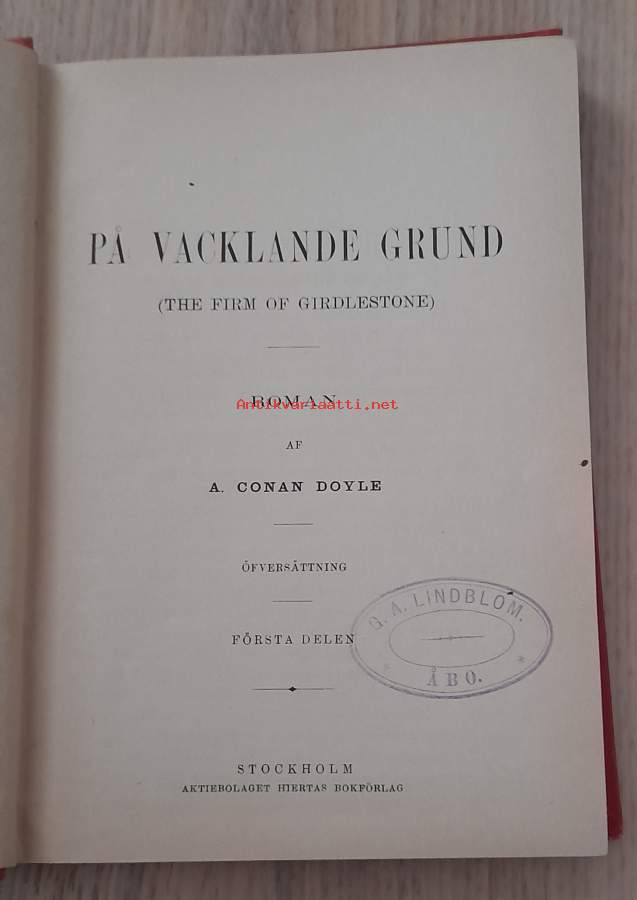 PÅ VACKLANDE GRUND
(THE FIRM OF GIRDLESTONE)
ROMAN
Antikvariaatti.net
AF
A. CONAN DOYLE
ÖFVERSÄTTNING
FÖRSTA DELEN
G. A. LINDBLOM.
ÅBO.
STOCKHOLM
AKTIEBOLAGET HIERTAS BOKFÖRLAG